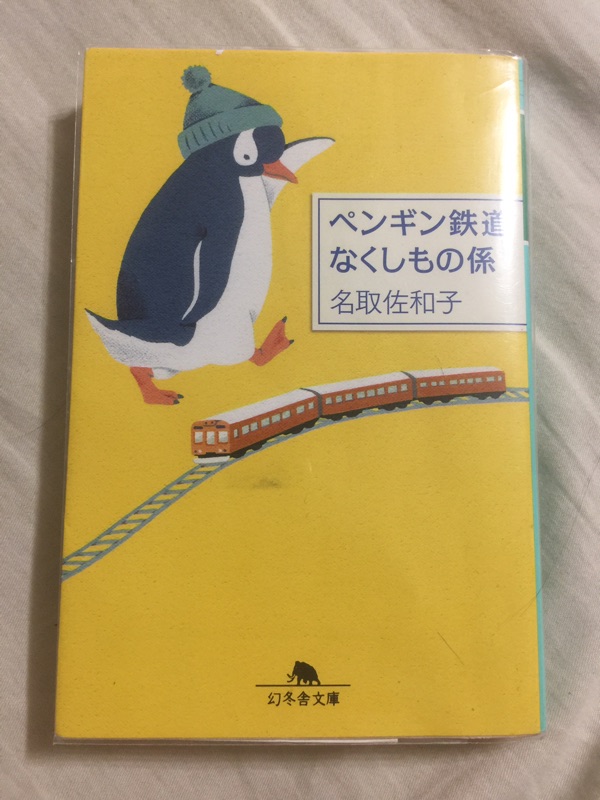 ペンギン鉄道
なくしもの係
名取佐和子
幻冬舎文庫